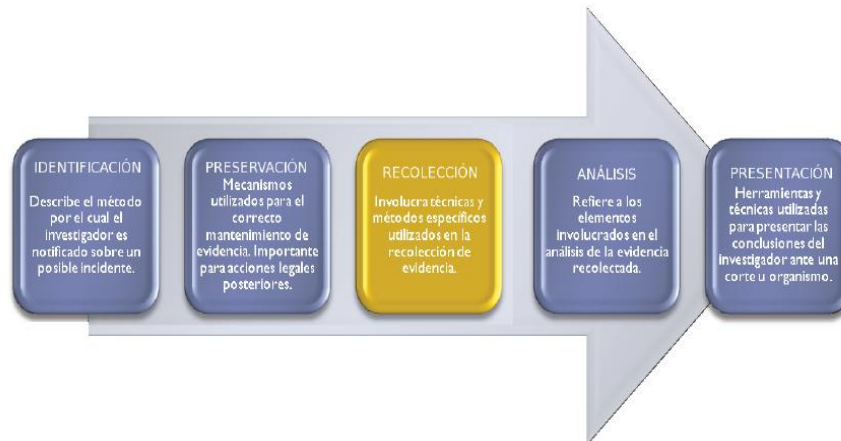 IDENTIFICACIÓN
Describe el método
por el cual el
investigador es
notificado sobre un
posible incidente.
PRESERVACIÓN
Mecanismos
utilizados para el
correcto
mantenimiento de
evidencia. Importante
para acciones legales
posteriores.
RECOLECCIÓN
Involucra técnicas y
métodos específicos
utilizados en la
recolección de
evidencia.
ANÁLISIS
Refiere a los
elementos
involucrados en el
análisis de la evidencia
recolectada.
PRESENTACIÓN
Herramientas y
técnicas utilizadas
para presentar las
conclusiones del
investigador ante una
corte u organismo.